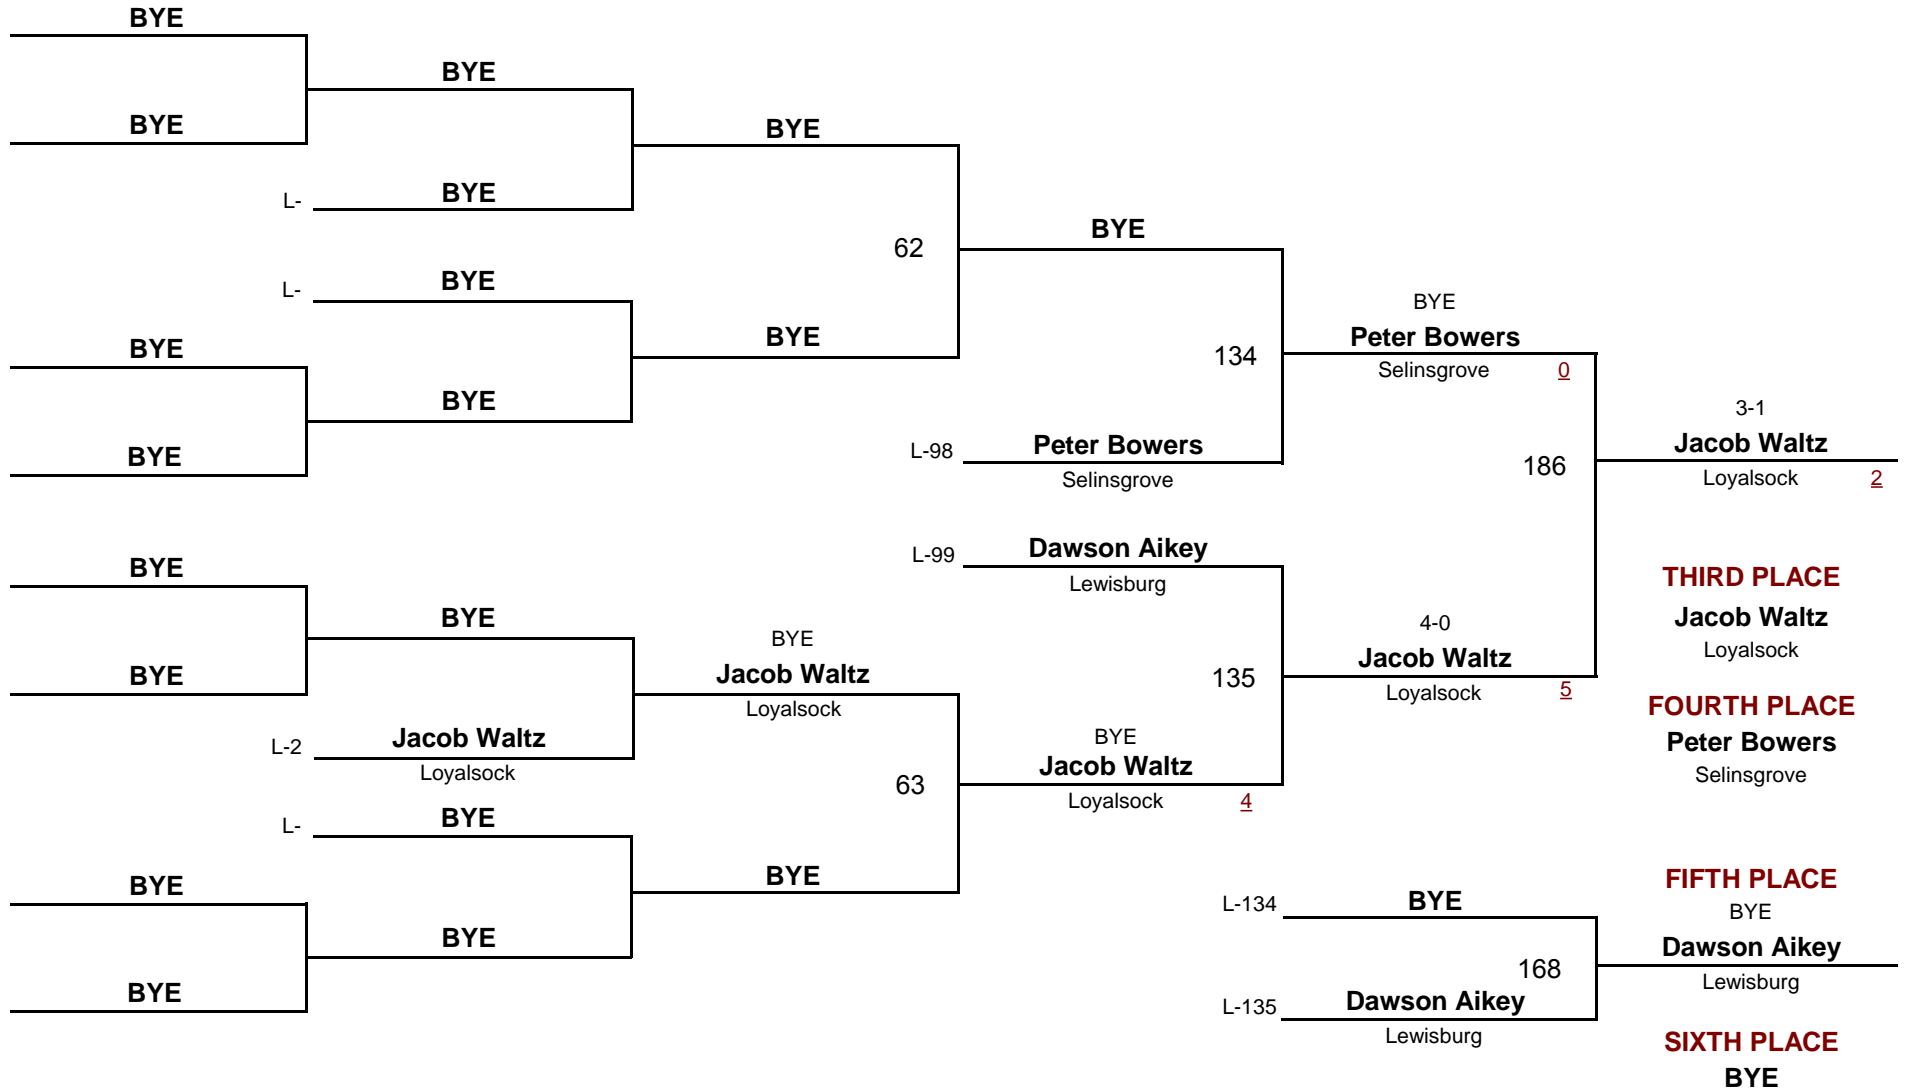 BYE
BYE
BYE
BYE
BYE
L-
62
BYE
L-
BYE
BYE
Peter Bowers
BYE
BYE
134
Selinsgrove
0
BYE
3-1
L-98
Peter Bowers
Jacob Waltz
BYE
186
Selinsgrove
Loyalsock
2
L-99
Dawson Aikey
BYE
THIRD PLACE
Lewisburg
BYE
4-0
Jacob Waltz
BYE
Jacob Waltz
Loyalsock
BYE
Jacob Waltz
135
Loyalsock
Loyalsock
5
FOURTH PLACE
L-2
Jacob Waltz
BYE
Peter Bowers
Loyalsock
Jacob Waltz
Selinsgrove
63
Loyalsock
4
L-
BYE
BYE
BYE
FIFTH PLACE
L-134
BYE
BYE
BYE
Dawson Aikey
168
BYE
Dawson Aikey
Lewisburg
L-135
Lewisburg
SIXTH PLACE
BYE